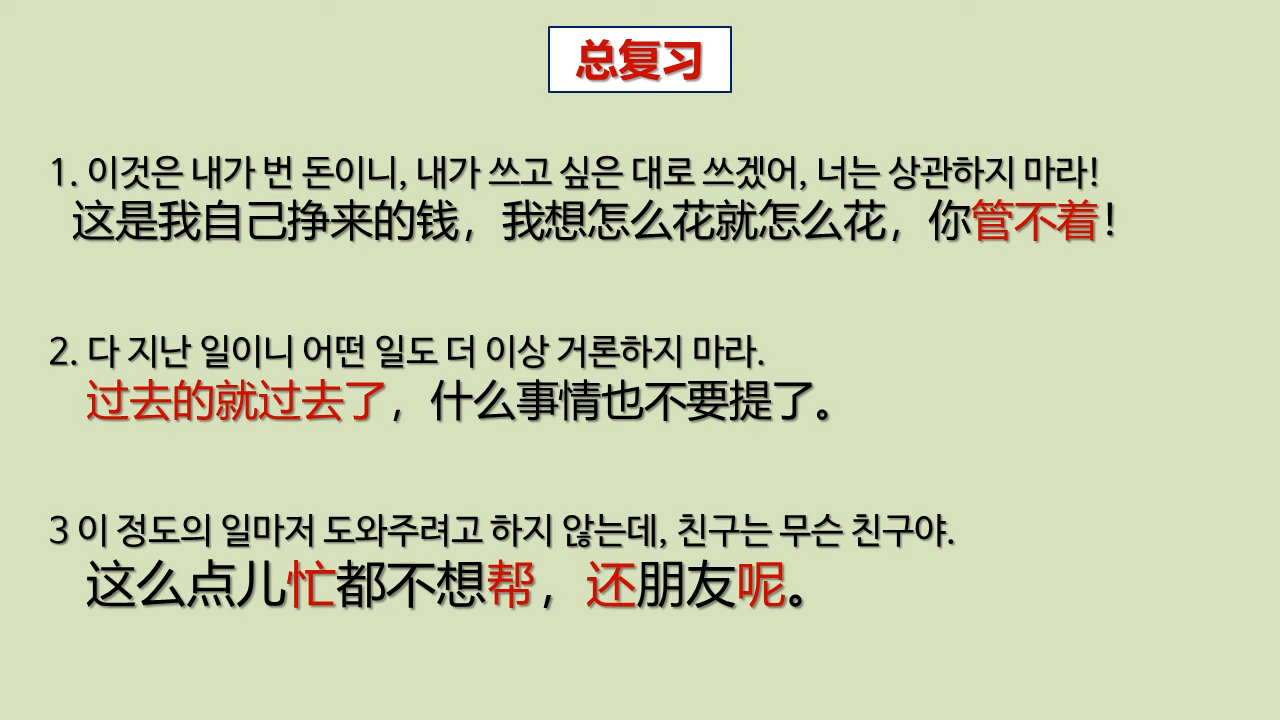 总复习
1. 이것은 내가 번 돈이니, 내가 쓰고 싶은 대로 쓰겠어, 너는 상관하지 마라!
这是我自己挣来的钱，我想怎么花就怎么花，你管不着！
2. 다 지난 일이니 어떤 일도 더 이상 거론하지 마라.
过去的就过去了，什么事情也不要提了。
3 이 정도의 일마저 도와주려고 하지 않는데, 친구는 무슨 친구야.
这么点儿忙都不想帮，还朋友呢。